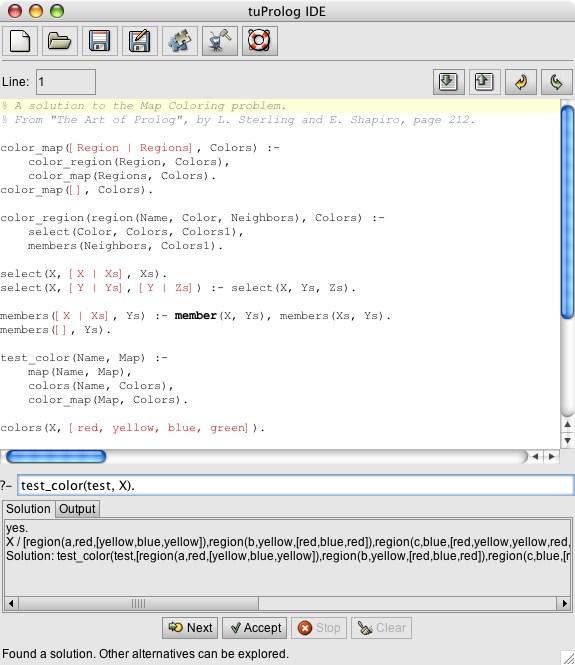 tuProlog IDE
Line: 1
% A solution to the Map Coloring problem.
% From "The Art of Prolog", by L. Sterling and E. Shapiro, page 212.
color_map([Region | Regions], Colors) :-
color_region(Region, Colors),
color_map(Regions, Colors).
color_map([], Colors).
color_region(region(Name, Color, Neighbors), Colors) :-
select(Color, Colors, Colors1),
members(Neighbors, Colors1).
select(X, [X | Xs], Xs).
select(X, [Y | Ys], [Y | Zs]) :- select(X, Ys, Zs).
members([X | Xs], Ys) :- member(X, Ys), members(Xs, Ys).
members([], Ys).
test_color(Name, Map) :-
map(Name, Map),
colors(Name, Colors),
color_map(Map, Colors).
colors(X, [red, yellow, blue, green]).
?- test_color(test, X).
Solution Output
yes.
X / [region(a,red,[yellow,blue,yellow]),region(b,yellow,[red,blue,red]),region(c,blue,[red,yellow,yellow,red,
Solution: test_color(test,[region(a,red,[yellow,blue,yellow]),region(b,yellow,[red,blue,red]),region(c,blue,[r
Next Accept Stop Clear
Found a solution. Other alternatives can be explored.